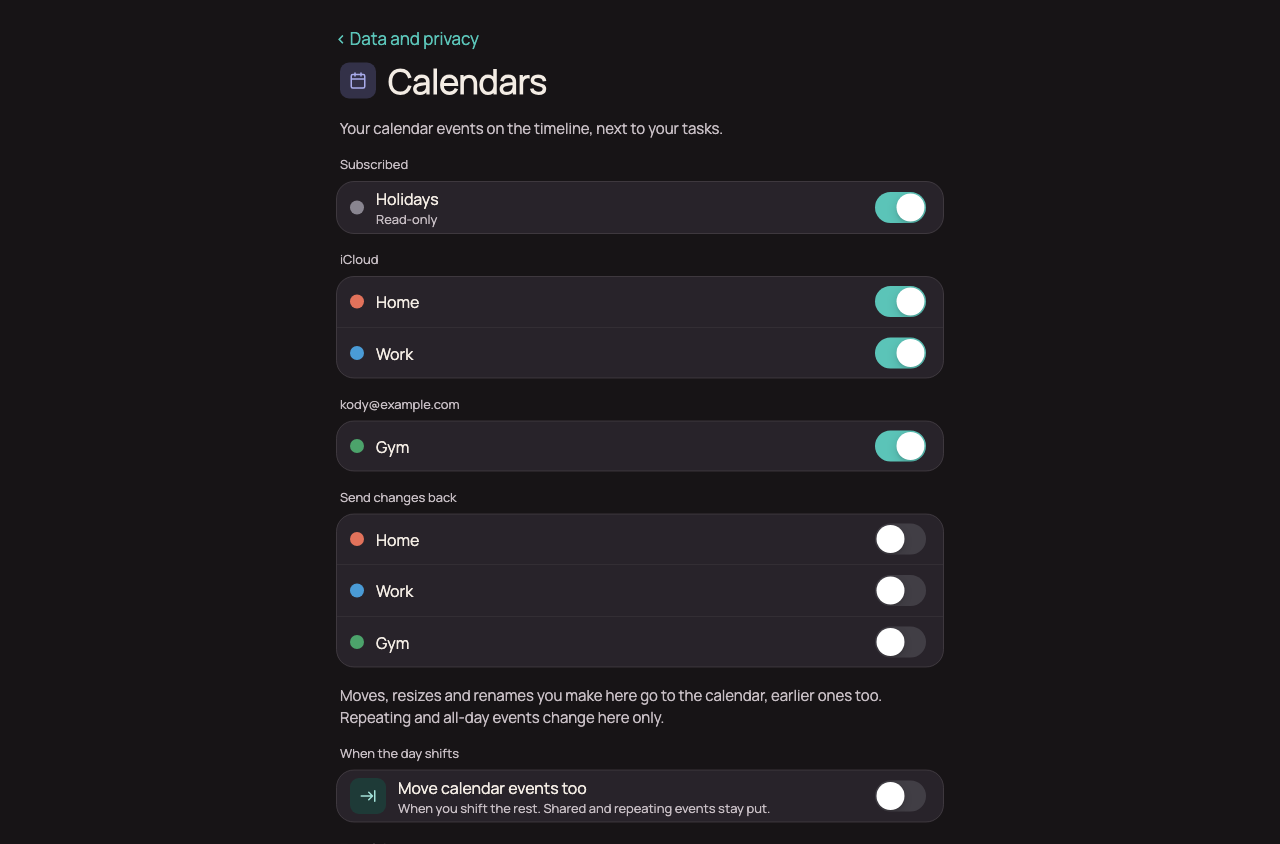 ‹ Data and privacy
Calendars
Your calendar events on the timeline, next to your tasks.
Subscribed
Holidays
Read-only
iCloud
Home
Work
kody@example.com
Gym
Send changes back
Home
Work
Gym
Moves, resizes and renames you make here go to the calendar, earlier ones too.
Repeating and all-day events change here only.
When the day shifts
Move calendar events too
When you shift the rest. Shared and repeating events stay put.